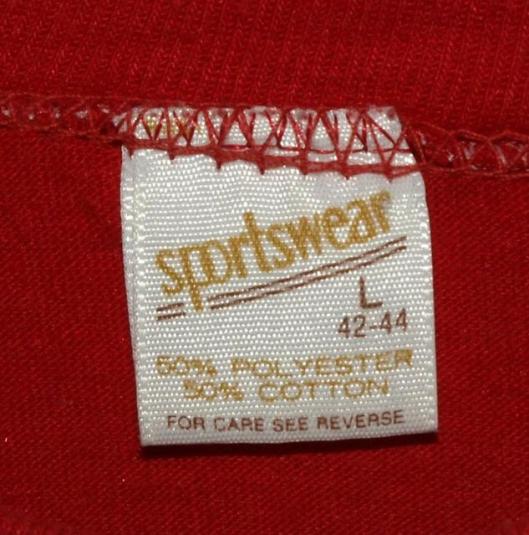 sportswear
L
42-44
50% POLYESTER
50% COTTON
FOR CARE SEE REVERSE